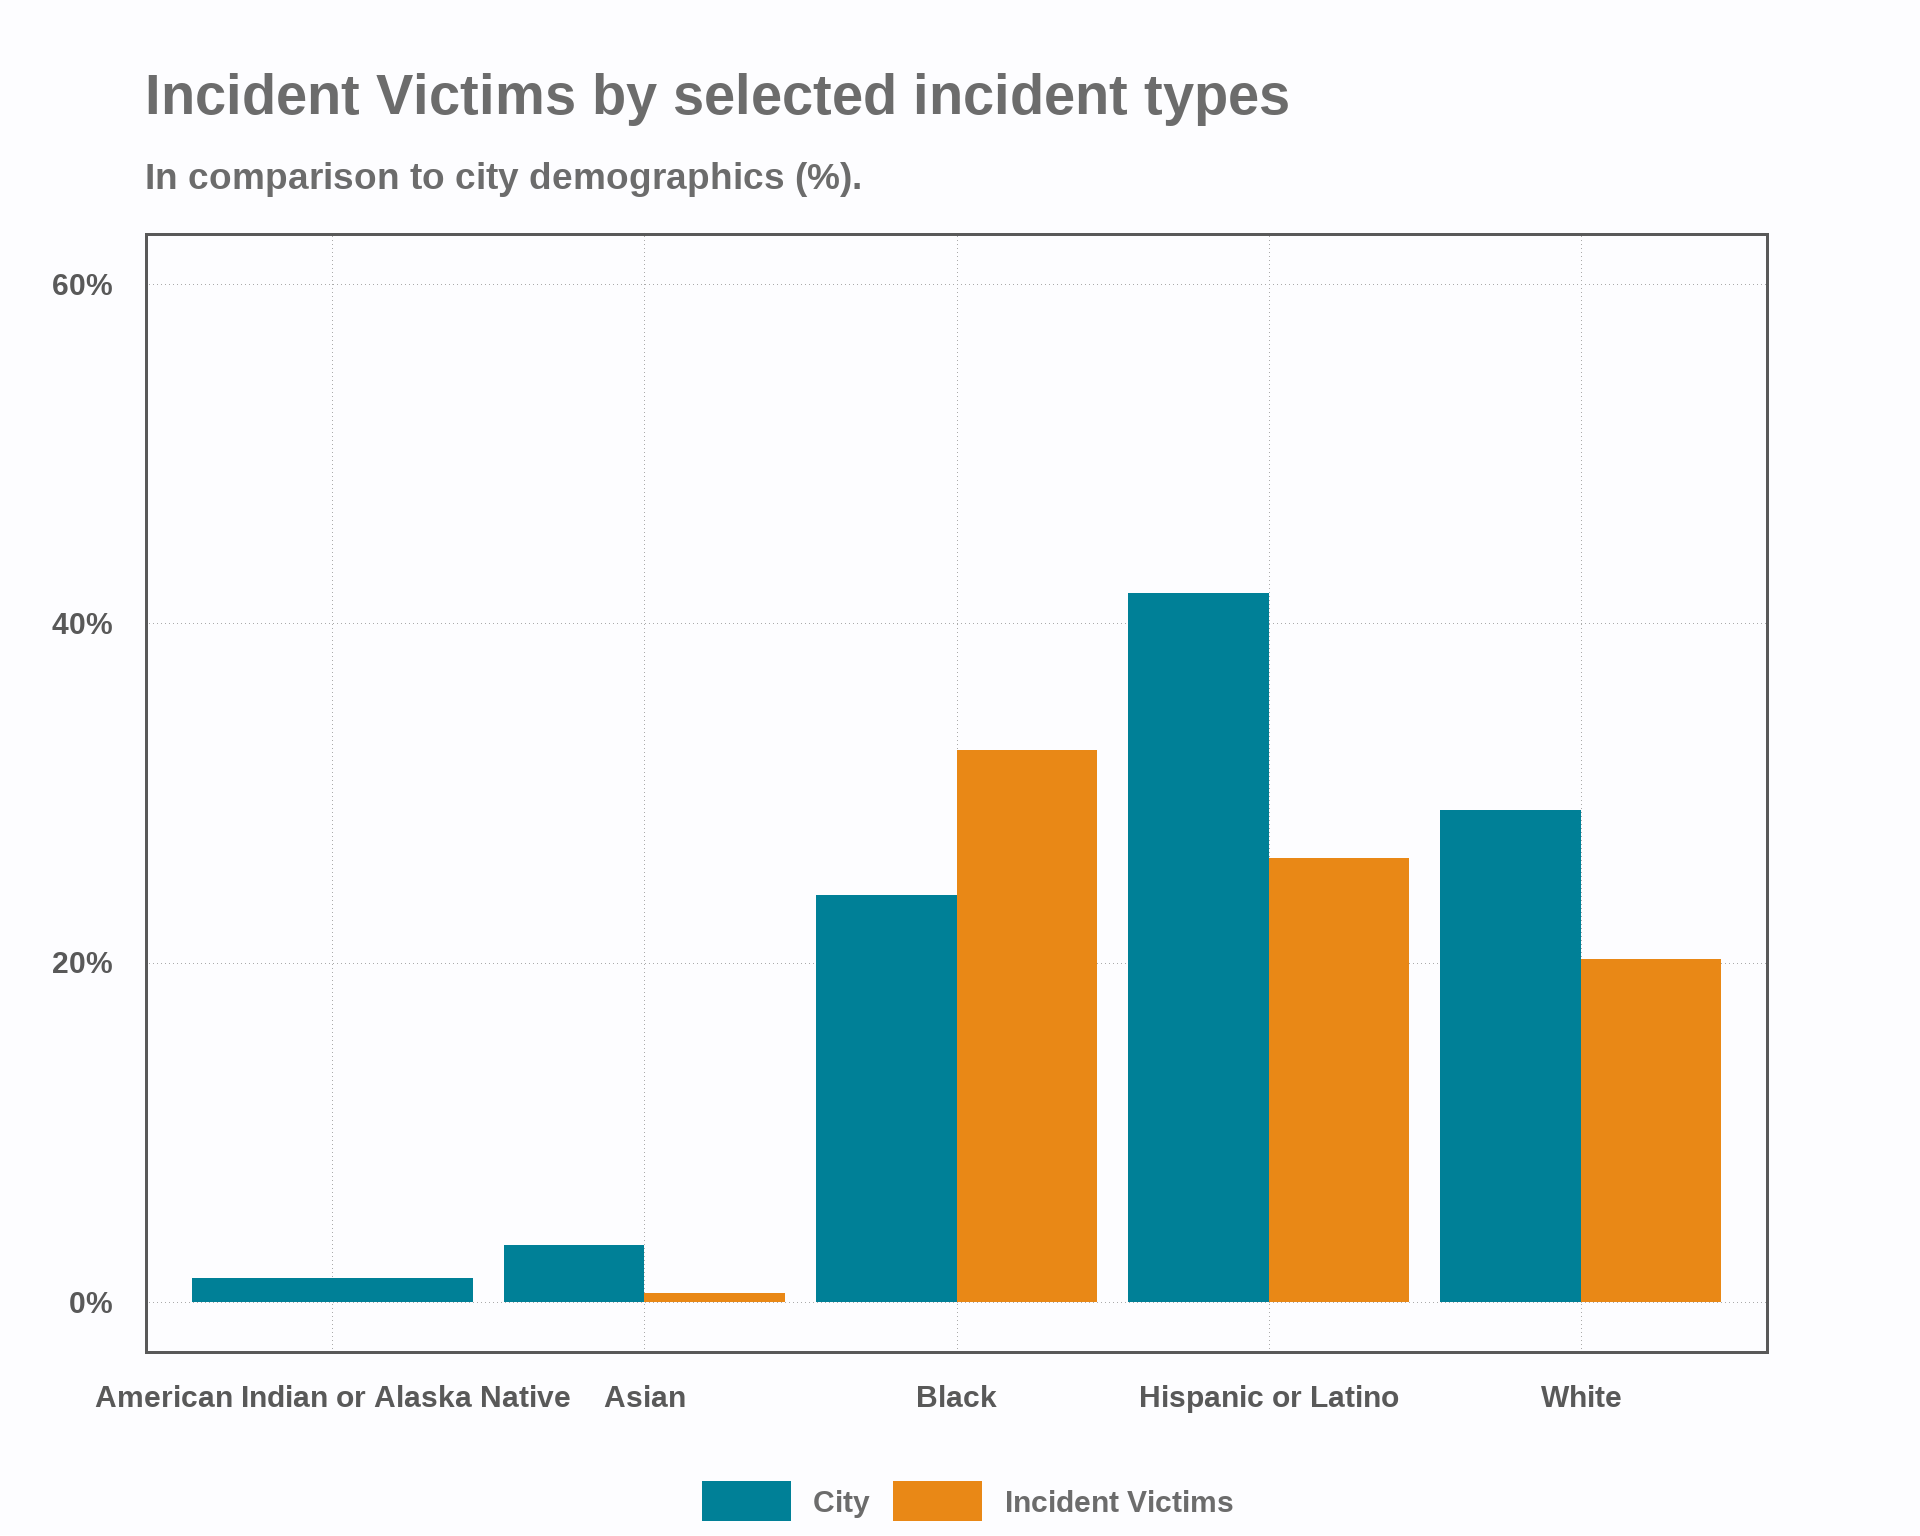 Incident Victims by selected incident types
In comparison to city demographics (%).
60%
40%
20%
0%
American Indian or Alaska Native Asian Black Hispanic or Latino White
City Incident Victims